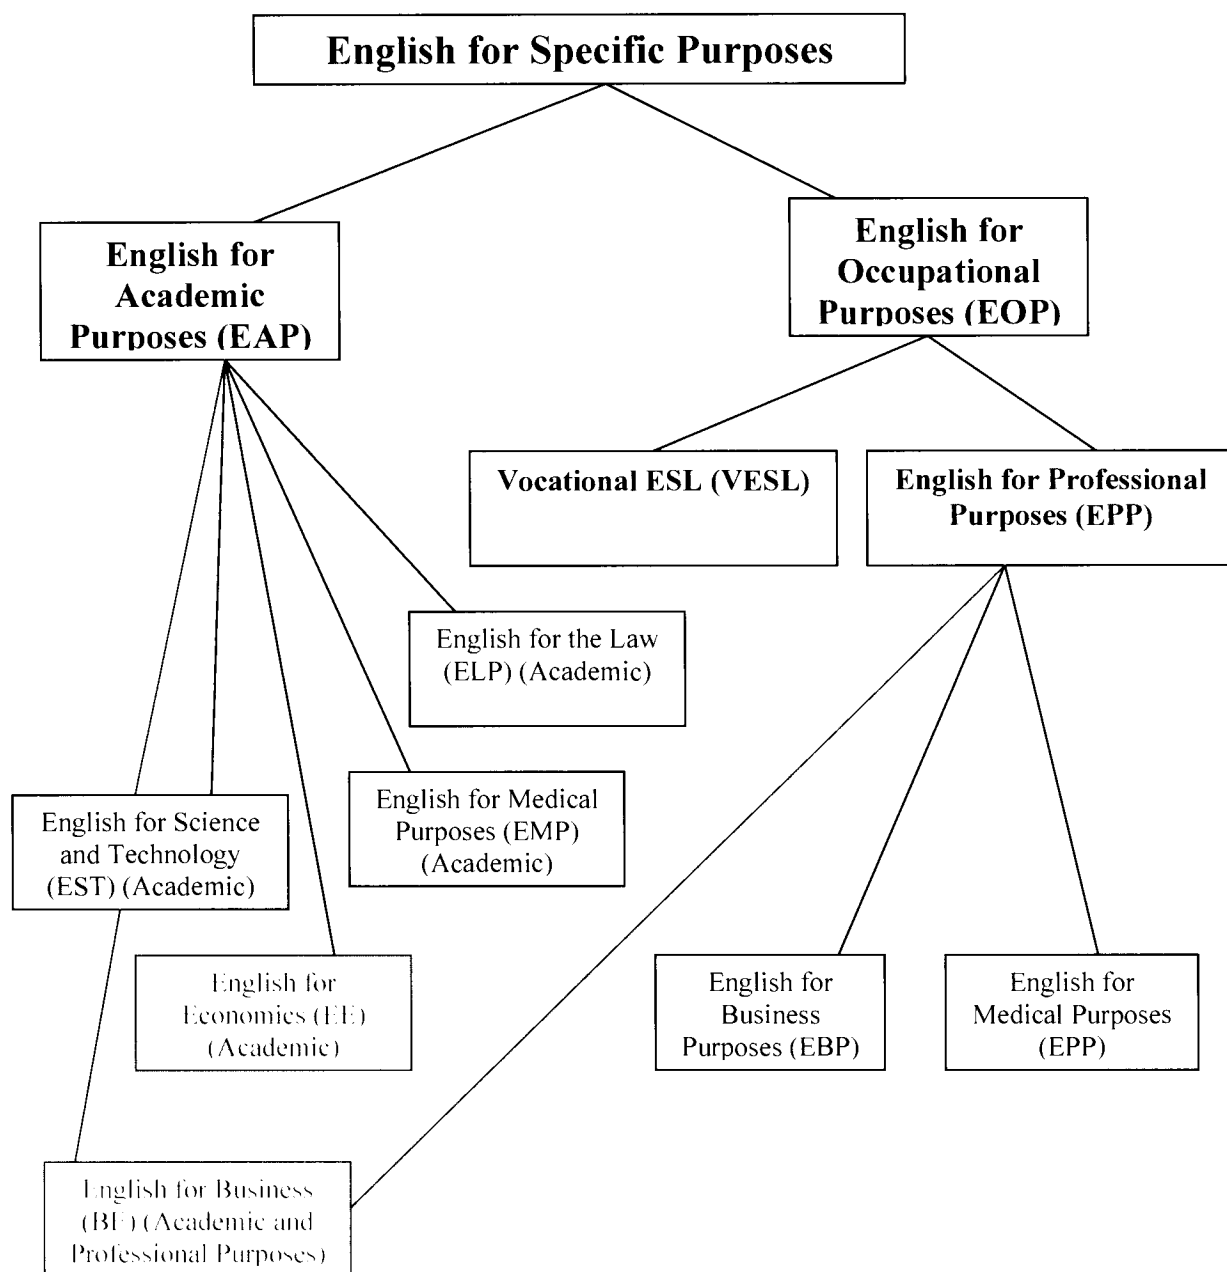 English for Specific Purposes
English for
Academic
Purposes (EAP)
English for
Occupational
Purposes (EOP)
Vocational ESL (VESL)
English for Professional
Purposes (EPP)
English for the Law
(ELP) (Academic)
English for Science
and Technology
(EST) (Academic)
English for Medical
Purposes (EMP)
(Academic)
English for
Economics (EE)
(Academic)
English for
Business
Purposes (EBP)
English for
Medical Purposes
(EPP)
English for Business
(BE) (Academic and
Professional Purposes)